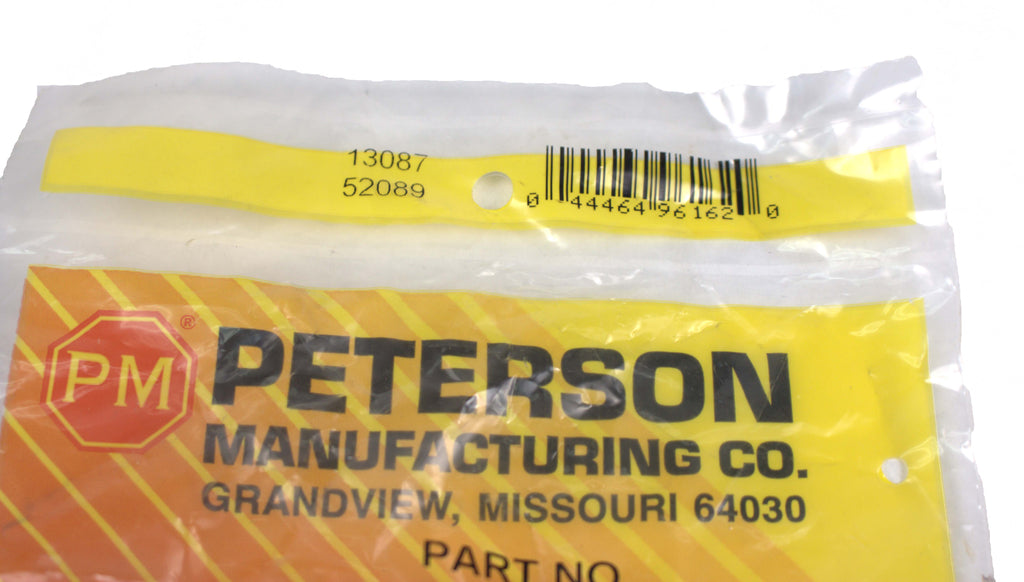 13087
52089
0 44464 96162 0
PM ®
PETERSON
MANUFACTURING CO.
GRANDVIEW, MISSOURI 64030
PART NO